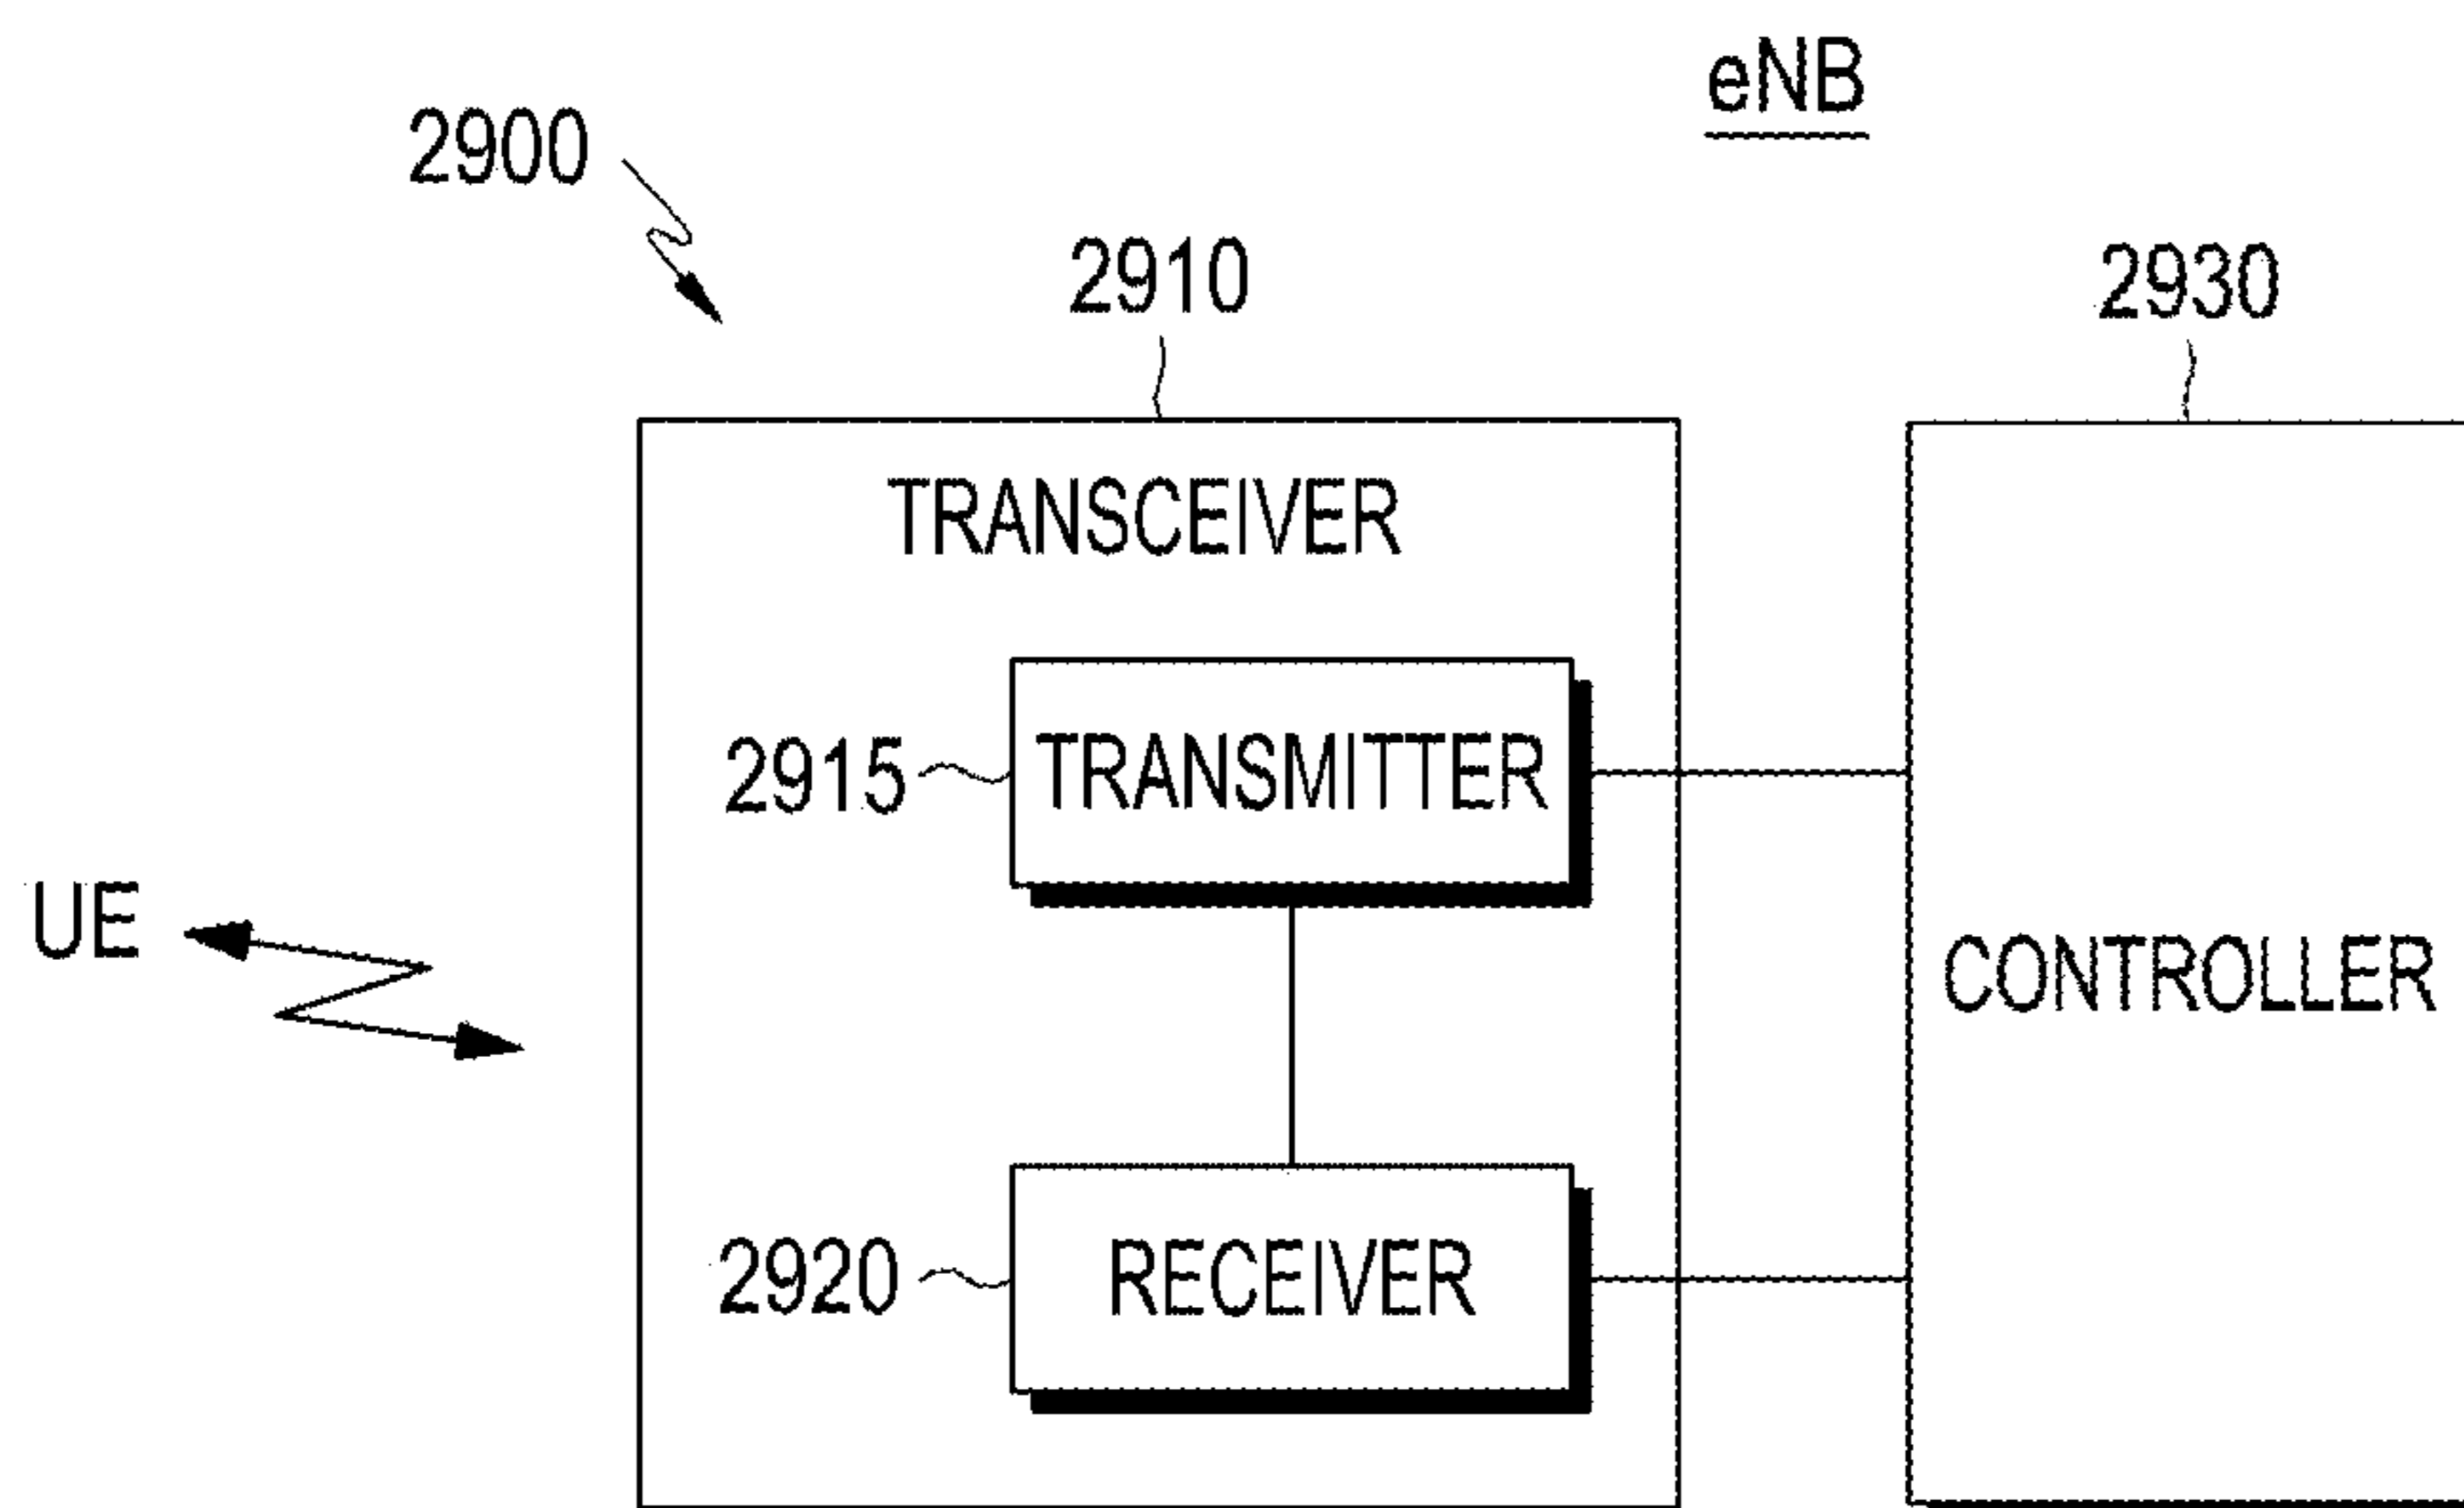 eNB
2900
2910
2930
TRANSCEIVER
2915
TRANSMITTER
UE
CONTROLLER
2920
RECEIVER